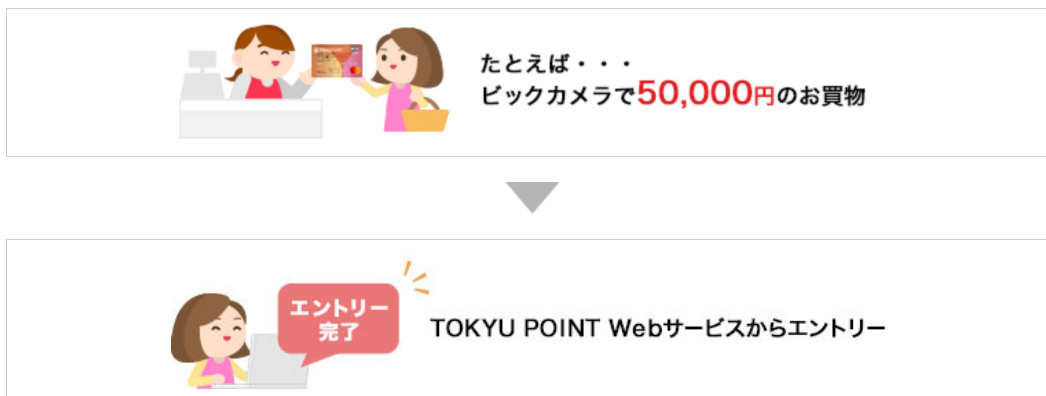 たとえば・・・
ビックカメラで50,000円のお買物
エントリー
完了
TOKYU POINT Webサービスからエントリー